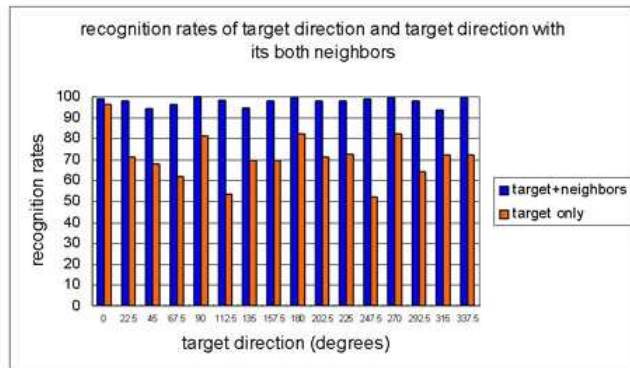 recognition rates of target direction and target direction with
its both neighbors
100
90
80
70
60
50
40
30
20
10
0
recognition rates
0 22.5 45 67.5 90 112.5 135 157.5 180 202.5 225 247.5 270 292.5 315 337.5
target direction (degrees)
target+neighbors
target only